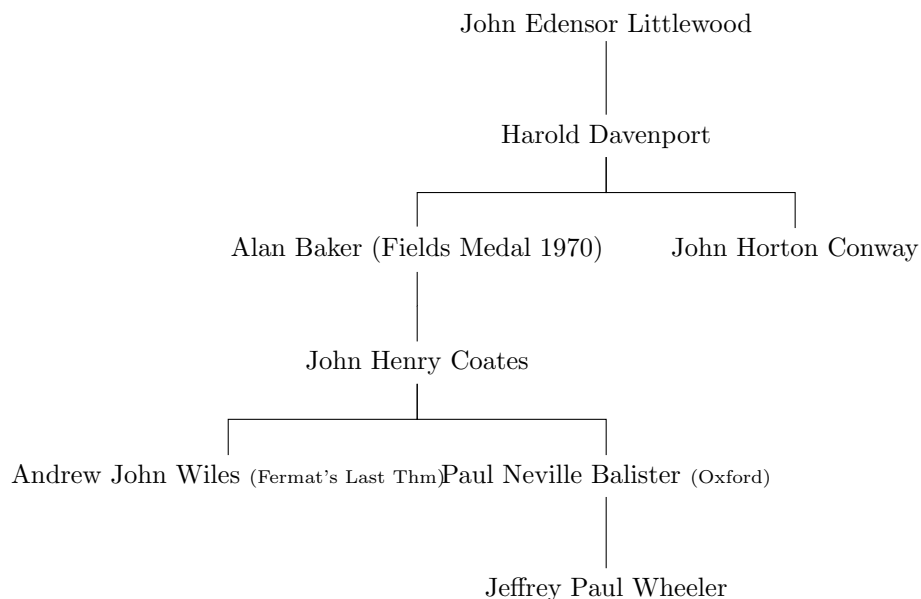 John Edensor Littlewood
Harold Davenport
Alan Baker (Fields Medal 1970)
John Horton Conway
John Henry Coates
Andrew John Wiles (Fermat's Last Thm)
Paul Neville Balister (Oxford)
Jeffrey Paul Wheeler